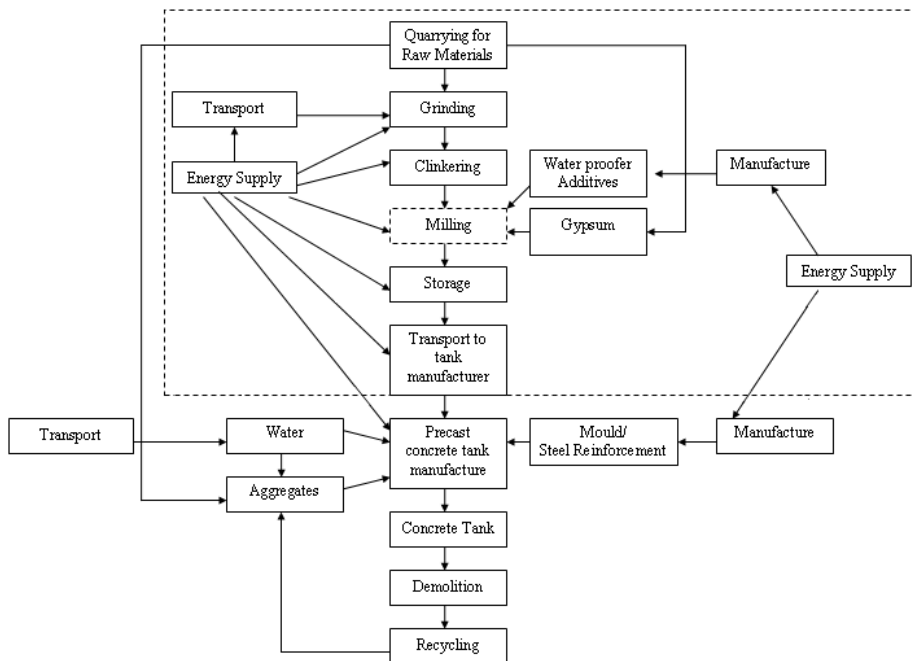 Quarrying for
Raw Materials
Transport
Grinding
Energy Supply
Clinkering
Water proofer
Additives
Manufacture
Milling
Gypsum
Storage
Energy Supply
Transport to
tank
manufacturer
Transport
Water
Precast
concrete tank
manufacture
Mould/
Steel Reinforcement
Manufacture
Aggregates
Concrete Tank
Demolition
Recycling